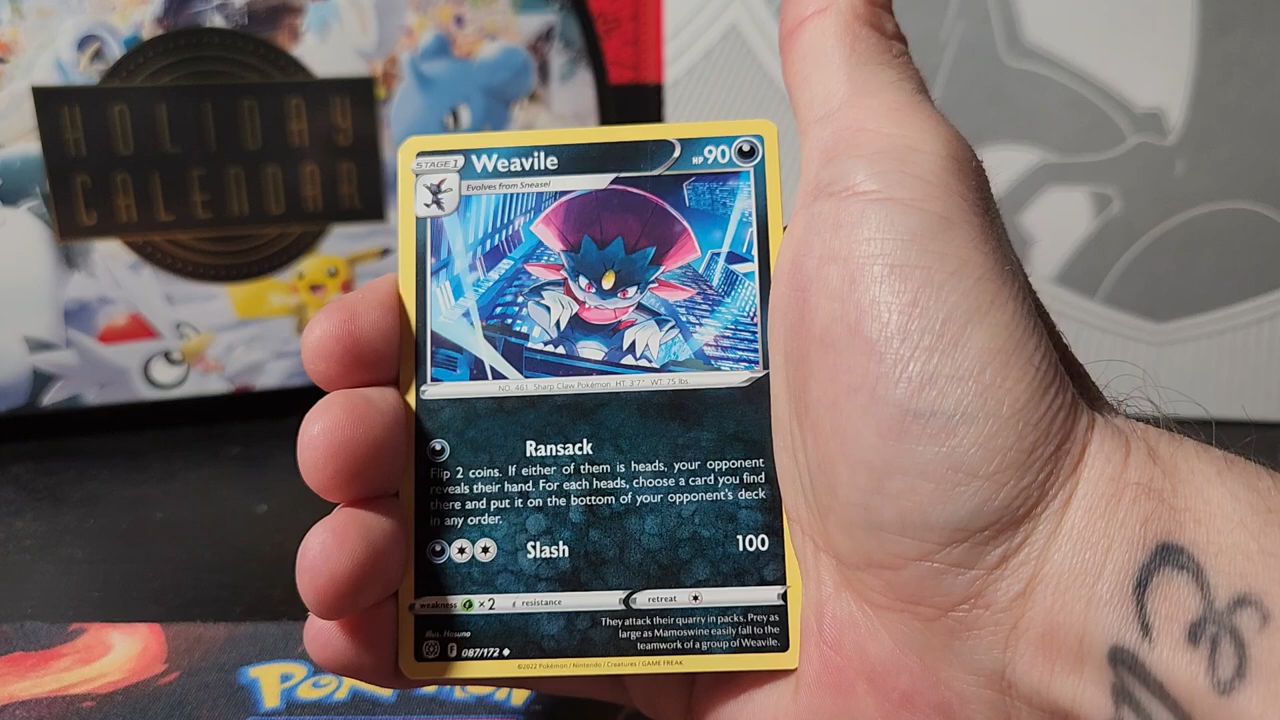 HOLIDAY
CALENDAR
STAGE 1 Weavile HP 90
Evolves from Sneasel
NO. 461 Sharp Claw Pokémon HT: 3'7" WT: 75 lbs
Ransack
Flip 2 coins. If either of them is heads, your opponent
reveals their hand. For each heads, choose a card you find
there and put it on the bottom of your opponent's deck
in any order.
Slash 100
weakness ×2 resistance retreat
They attack their quarry in packs. Prey as
large as Mamoswine easily fall to the
teamwork of a group of Weavile.
Illus. Hasuno
F 087/172
©2022 Pokémon / Nintendo / Creatures / GAME FREAK
POKéMON